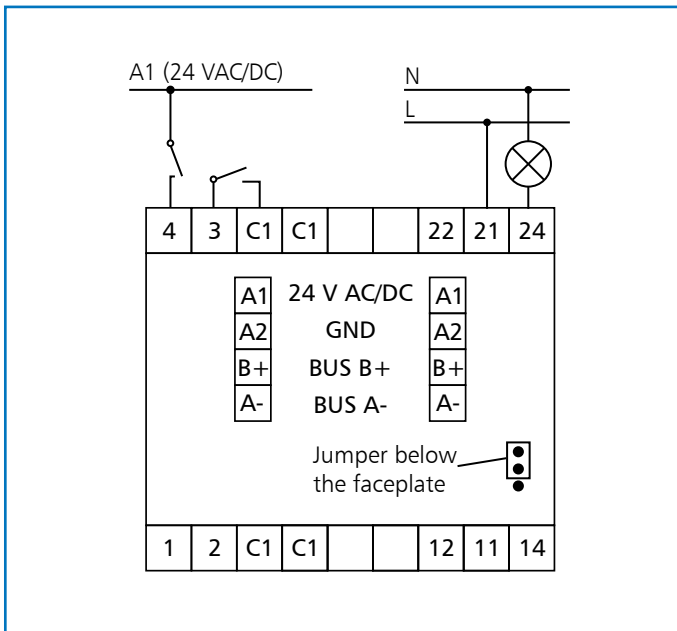 A1 (24 VAC/DC)
N
L
4 3 C1 C1 22 21 24
A1 24 V AC/DC A1
A2 GND A2
B+ BUS B+ B+
A- BUS A- A-
Jumper below
the faceplate
1 2 C1 C1 12 11 14